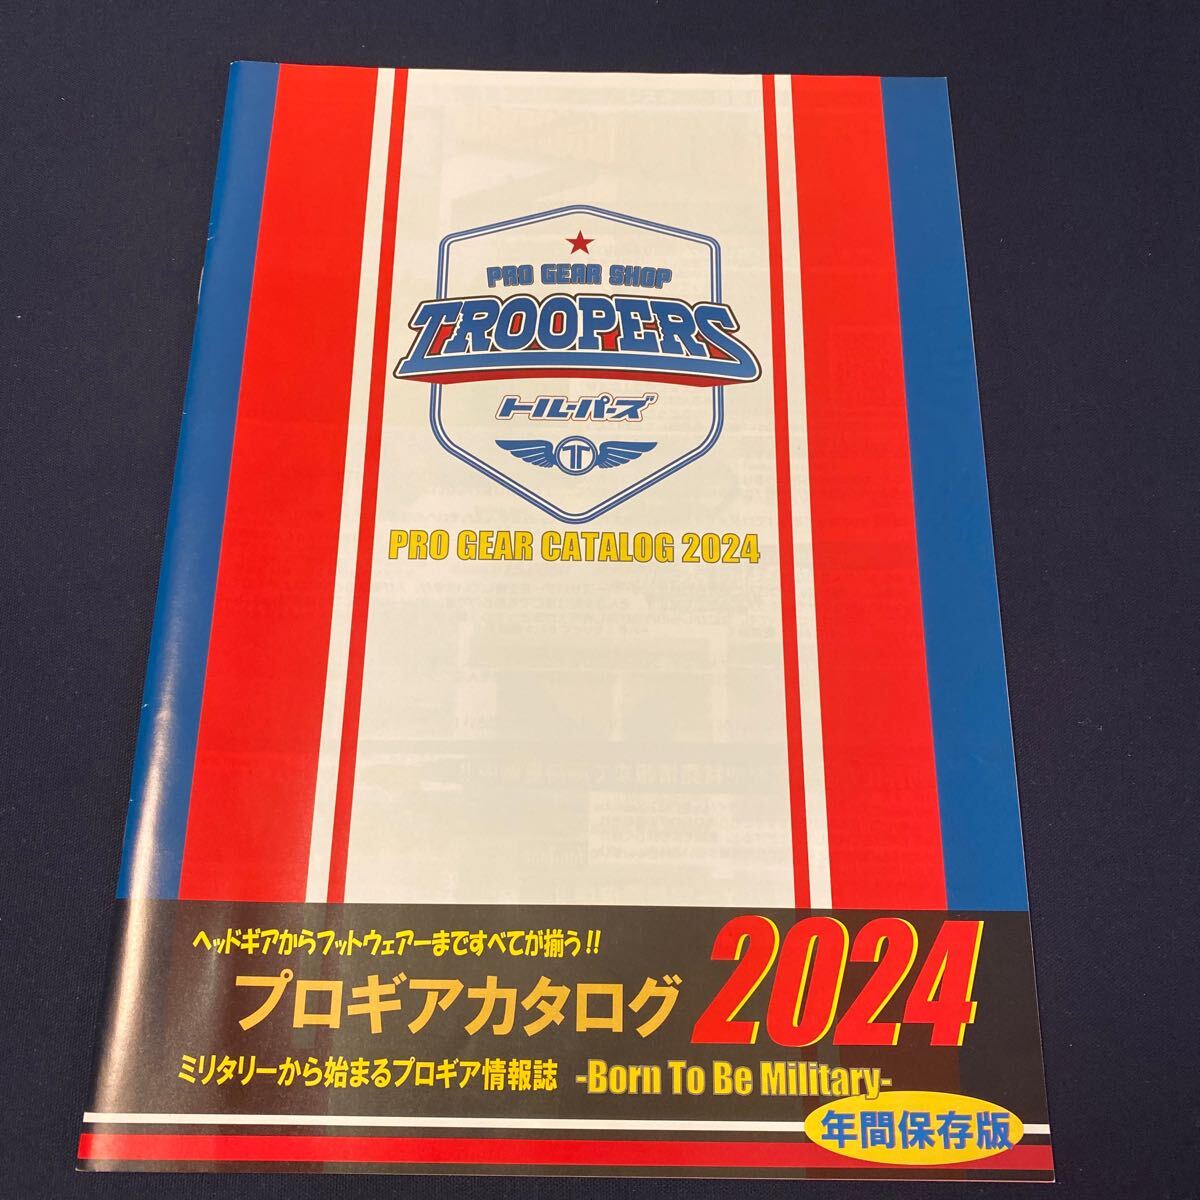 PRO GEAR SHOP
TROOPERS
トルーパーズ
PRO GEAR CATALOG 2024
ヘッドギアからフットウェアーまですべてが揃う!!
プロギアカタログ 2024
ミリタリーから始まるプロギア情報誌 -Born To Be Military-
年間保存版